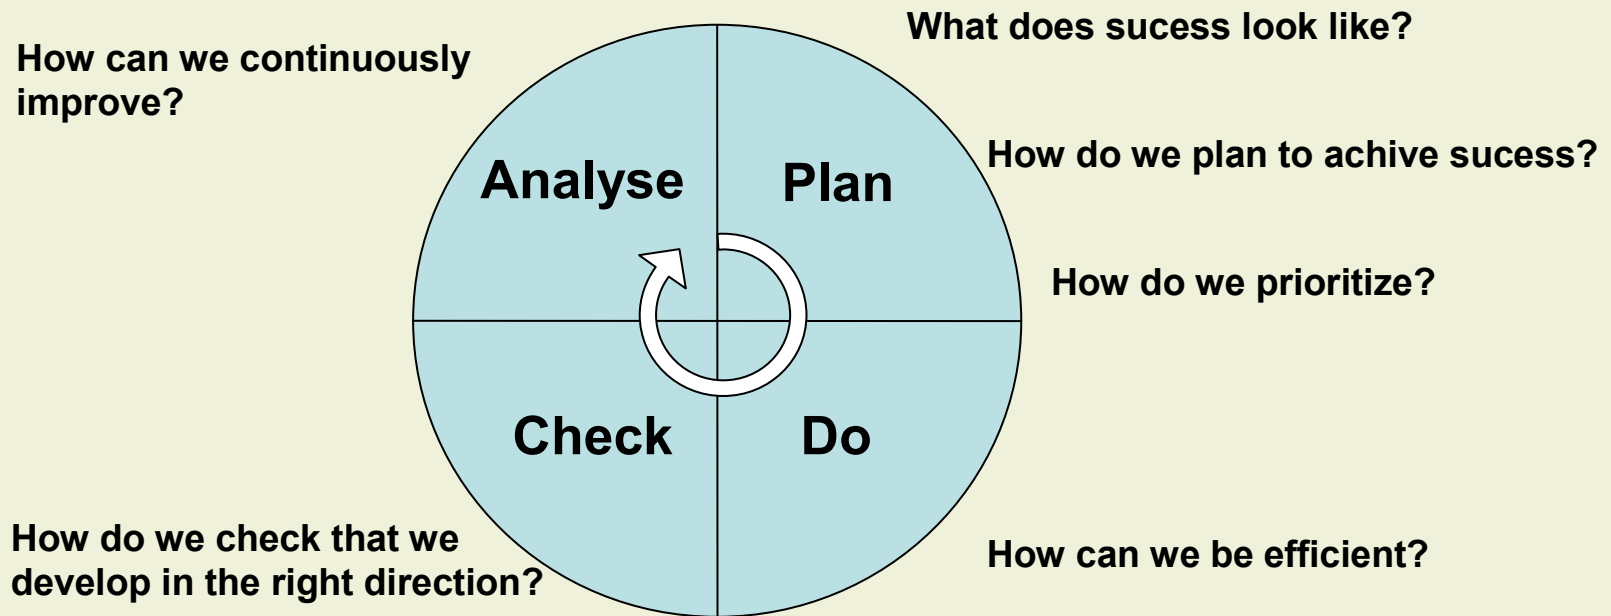 What does sucess look like?
How can we continuously
improve?
How do we plan to achive sucess?
Analyse
Plan
How do we prioritize?
Check
Do
How do we check that we
develop in the right direction?
How can we be efficient?